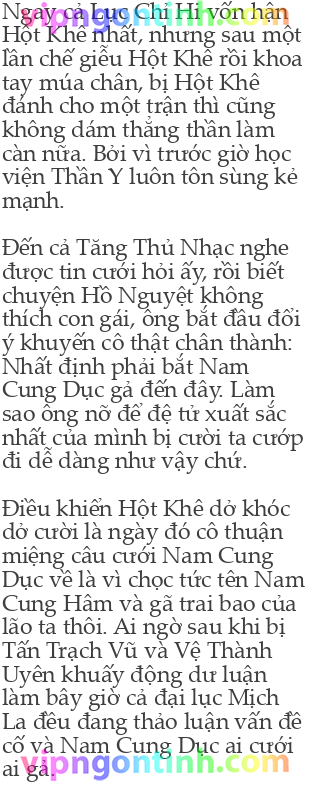 vipngontinh.com
Ngay cả Lục Chi Hi vốn hận
Hột Khê nhất, nhưng sau một
lần chế giễu Hột Khê rồi khoa
tay múa chân, bị Hột Khê
đánh cho một trận thì cũng
không dám thẳng thần làm
càn nữa. Bởi vì trước giờ học
viện Thần Y luôn tôn sùng kẻ
mạnh.

Đến cả Tăng Thủ Nhạc nghe
được tin cưới hỏi ấy, rồi biết
chuyện Hồ Nguyệt không
thích con gái, ông bắt đầu đổi
ý khuyến cô thật chân thành:
Nhất định phải bắt Nam
Cung Dục gả đến đây. Làm
sao ông nỡ để đệ tử xuất sắc
nhất của mình bị cười ta cướp
đi dễ dàng như vậy chứ.

Điều khiển Hột Khê dở khóc
dở cười là ngày đó cô thuận
miệng câu cưới Nam Cung
Dục về là vì chọc tức tên Nam
Cung Hâm và gã trai bao của
lão ta thôi. Ai ngờ sau khi bị
Tấn Trạch Vũ và Vệ Thành
Uyên khuấy động dư luận
làm bây giờ cả đại lục Mịch
La đều đang thảo luận vấn đề
cố và Nam Cung Dục ai cưới
ai gả.
vipngontinh.com